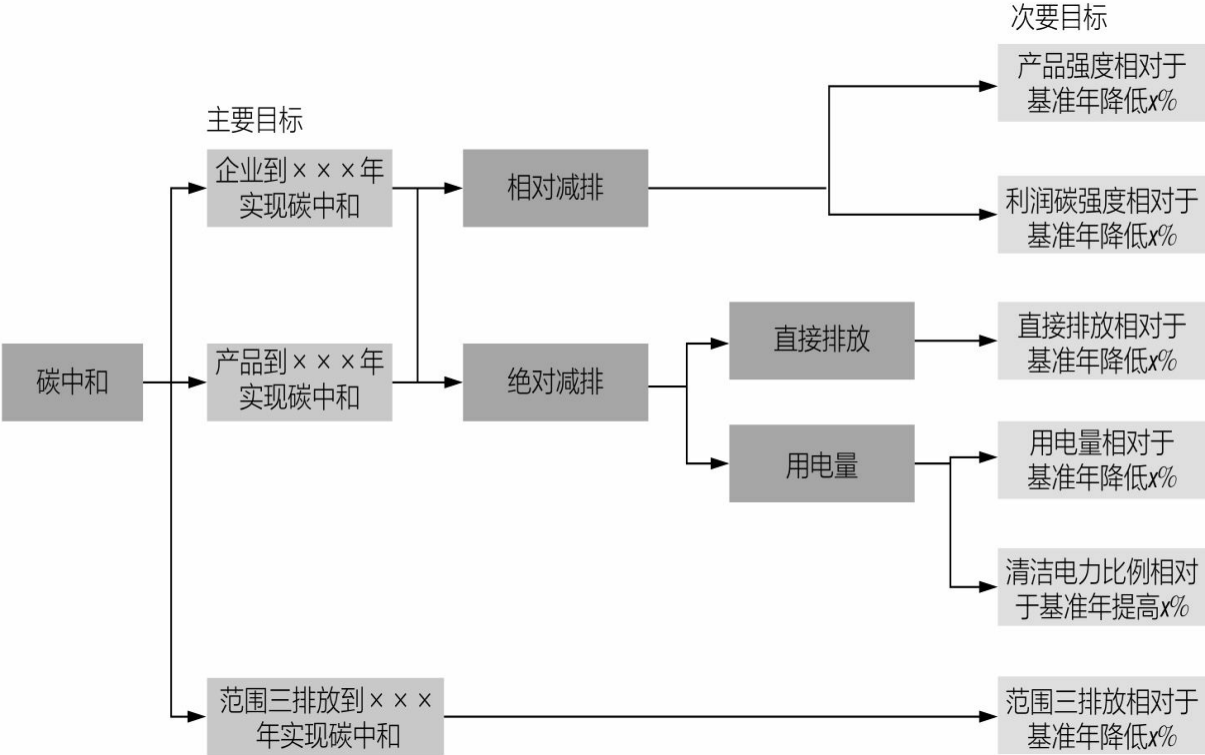 次要目标
产品强度相对于
基准年降低x%
主要目标
企业到×××年
实现碳中和
相对减排
利润碳强度相对于
基准年降低x%
碳中和
产品到×××年
实现碳中和
绝对减排
直接排放
直接排放相对于
基准年降低x%
用电量
用电量相对于
基准年降低x%
清洁电力比例相对
于基准年提高x%
范围三排放到×××
年实现碳中和
范围三排放相对于
基准年降低x%